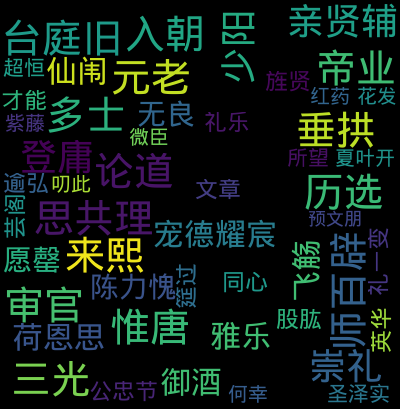 台庭旧
入朝
少阳
亲贤辅
超恒
仙闱
元老
旌贤
帝业
才能
多士
无良
礼乐
红药
花发
紫藤
微臣
垂拱
登庸
论道
所望
夏叶开
逾弘
叨此
文章
历选
芸阁
思共理
宠德耀宸
预文朋
愿罄
来熙
陈力愧
筵过
同心
飞觞
师百辟
礼一变
审官
荷恩思
惟唐
雅乐
股肱
英华
崇礼
三光
公忠节
御酒
何幸
圣泽实